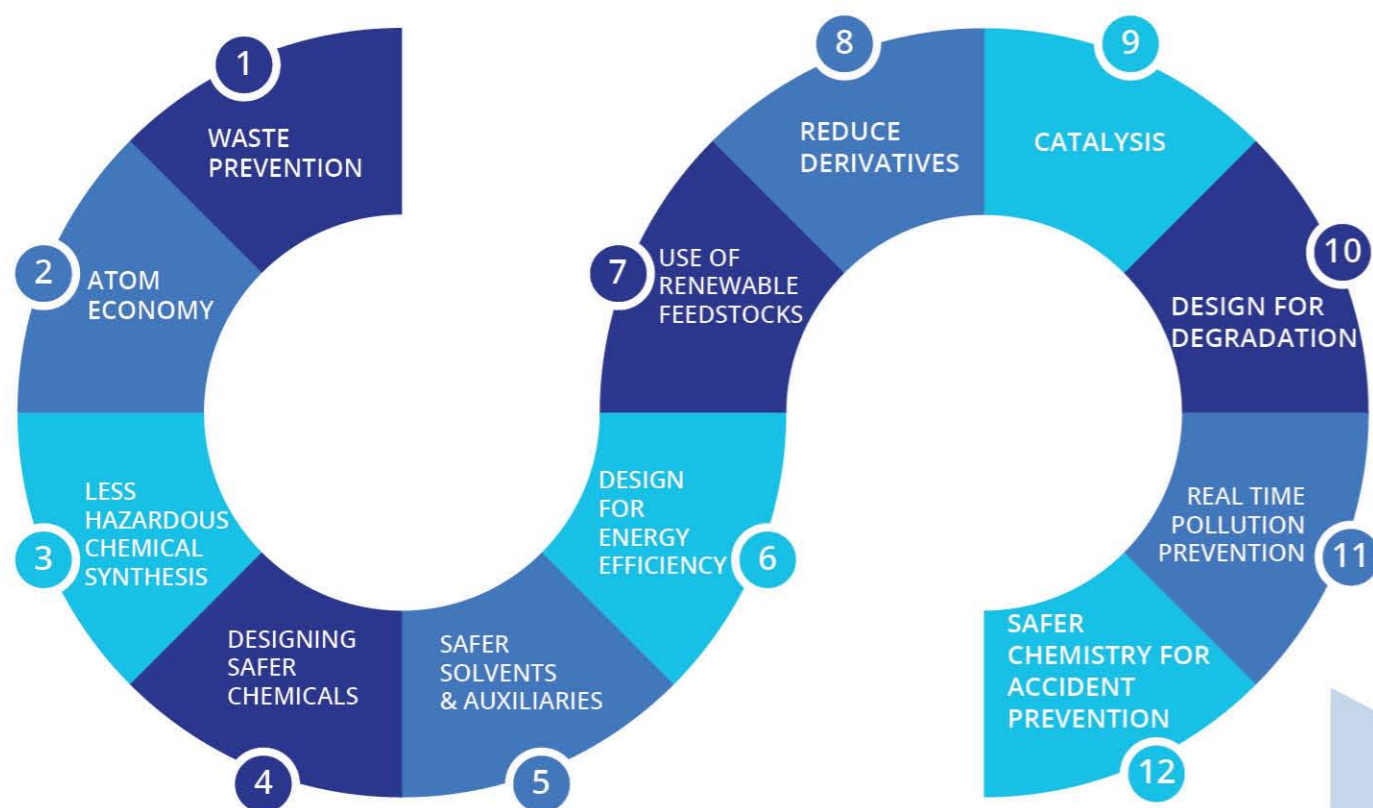 1
WASTE
PREVENTION
2
ATOM
ECONOMY
3
LESS
HAZARDOUS
CHEMICAL
SYNTHESIS
4
DESIGNING
SAFER
CHEMICALS
5
SAFER
SOLVENTS
& AUXILIARIES
6
DESIGN
FOR
ENERGY
EFFICIENCY
7
USE OF
RENEWABLE
FEEDSTOCKS
8
REDUCE
DERIVATIVES
9
CATALYSIS
10
DESIGN FOR
DEGRADATION
11
REAL TIME
POLLUTION
PREVENTION
12
SAFER
CHEMISTRY FOR
ACCIDENT
PREVENTION